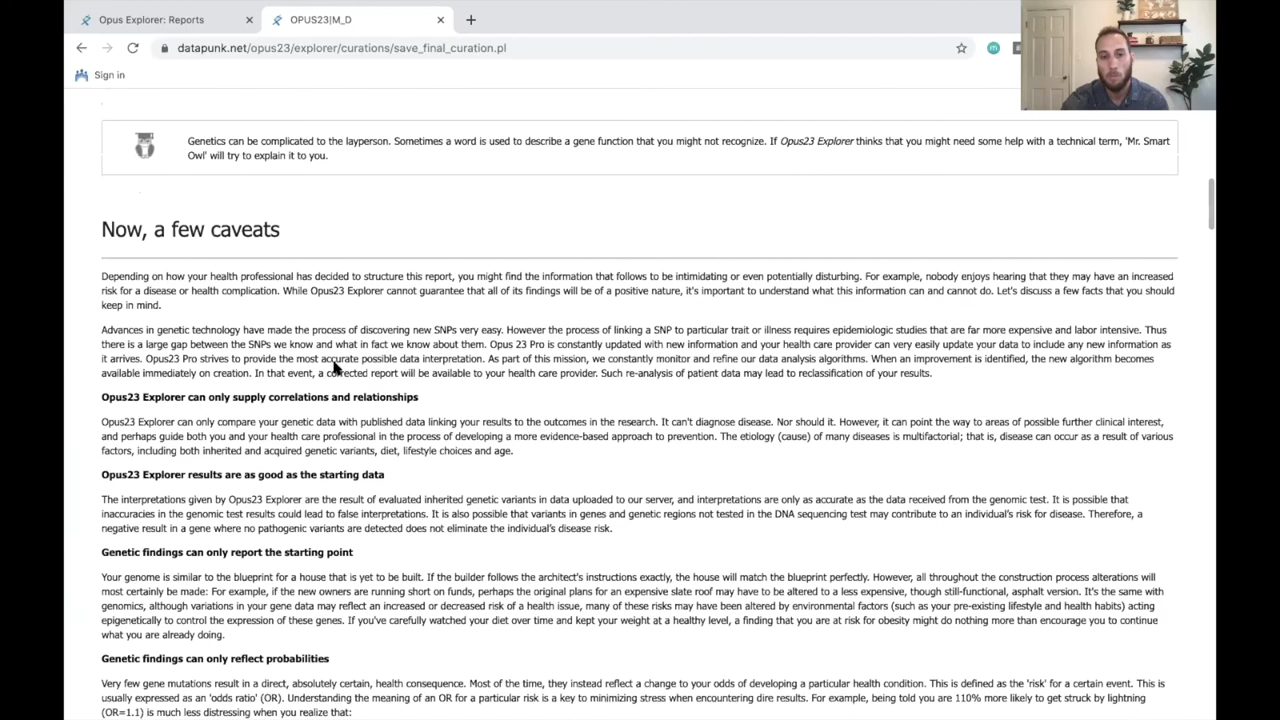 Opus Explorer: Reports
OPUS23|M_D
datapunk.net/opus23/explorer/curations/save_final_curation.pl
Sign in
Genetics can be complicated to the layperson. Sometimes a word is used to describe a gene function that you might not recognize. If Opus23 Explorer thinks that you might need some help with a technical term, 'Mr. Smart
Owl' will try to explain it to you.
Now, a few caveats
Depending on how your health professional has decided to structure this report, you might find the information that follows to be intimidating or even potentially disturbing. For example, nobody enjoys hearing that they may have an increased
risk for a disease or health complication. While Opus23 Explorer cannot guarantee that all of its findings will be of a positive nature, it's important to understand what this information can and cannot do. Let's discuss a few facts that you should
keep in mind.
Advances in genetic technology have made the process of discovering new SNPs very easy. However the process of linking a SNP to particular trait or illness requires epidemiologic studies that are far more expensive and labor intensive. Thus
there is a large gap between the SNPs we know and what in fact we know about them. Opus 23 Pro is constantly updated with new information and your health care provider can very easily update your data to include any new information as
it arrives. Opus23 Pro strives to provide the most accurate possible data interpretation. As part of this mission, we constantly monitor and refine our data analysis algorithms. When an improvement is identified, the new algorithm becomes
available immediately on creation. In that event, a corrected report will be available to your health care provider. Such re-analysis of patient data may lead to reclassification of your results.
Opus23 Explorer can only supply correlations and relationships
Opus23 Explorer can only compare your genetic data with published data linking your results to the outcomes in the research. It can't diagnose disease. Nor should it. However, it can point the way to areas of possible further clinical interest,
and perhaps guide both you and your health care professional in the process of developing a more evidence-based approach to prevention. The etiology (cause) of many diseases is multifactorial; that is, disease can occur as a result of various
factors, including both inherited and acquired genetic variants, diet, lifestyle choices and age.
Opus23 Explorer results are as good as the starting data
The interpretations given by Opus23 Explorer are the result of evaluated inherited genetic variants in data uploaded to our server, and interpretations are only as accurate as the data received from the genomic test. It is possible that
inaccuracies in the genomic test results could lead to false interpretations. It is also possible that variants in genes and genetic regions not tested in the DNA sequencing test may contribute to an individual's risk for disease. Therefore, a
negative result in a gene where no pathogenic variants are detected does not eliminate the individual's disease risk.
Genetic findings can only report the starting point
Your genome is similar to the blueprint for a house that is yet to be built. If the builder follows the architect's instructions exactly, the house will match the blueprint perfectly. However, all throughout the construction process alterations will
most certainly be made: For example, if the new owners are running short on funds, perhaps the original plans for an expensive slate roof may have to be altered to a less expensive, though still-functional, asphalt version. It's the same with
genomics, although variations in your gene data may reflect an increased or decreased risk of a health issue, many of these risks may have been altered by environmental factors (such as your pre-existing lifestyle and health habits) acting
epigenetically to control the expression of these genes. If you've carefully watched your diet over time and kept your weight at a healthy level, a finding that you are at risk for obesity might do nothing more than encourage you to continue
what you are already doing.
Genetic findings can only reflect probabilities
Very few gene mutations result in a direct, absolutely certain, health consequence. Most of the time, they instead reflect a change to your odds of developing a particular health condition. This is defined as the 'risk' for a certain event. This is
usually expressed as an 'odds ratio' (OR). Understanding the meaning of an OR for a particular risk is a key to minimizing stress when encountering dire results. For example, being told you are 110% more likely to get struck by lightning
(OR=1.1) is much less distressing when you realize that: